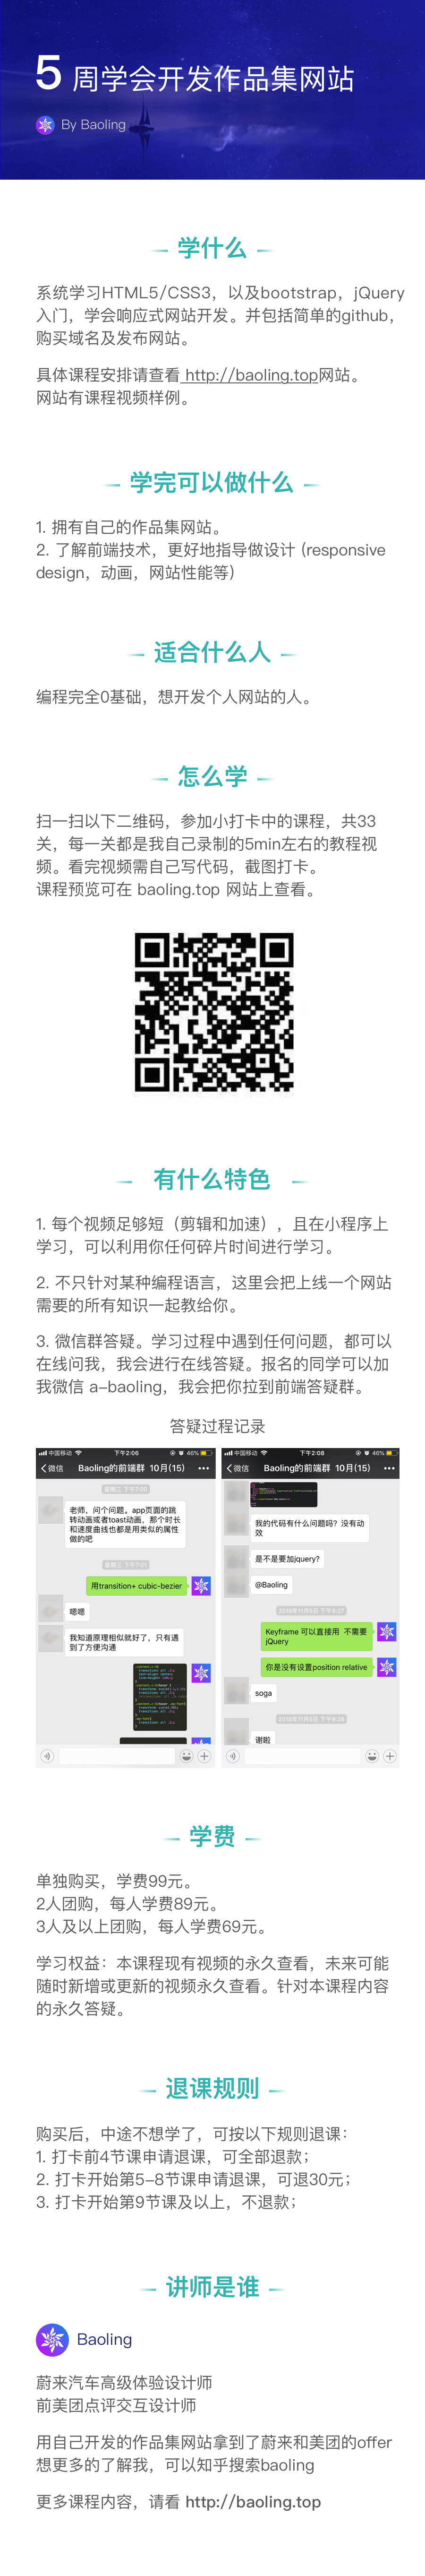 5 周学会开发作品集网站
By Baoling
学什么
系统学习HTML5/CSS3，以及bootstrap，jQuery
入门，学会响应式网站开发。并包括简单的github，
购买域名及发布网站。
具体课程安排请查看 http://baoling.top网站。
网站有课程视频样例。
学完可以做什么
1. 拥有自己的作品集网站。
2. 了解前端技术，更好地指导做设计 (responsive
design，动画，网站性能等)
适合什么人
编程完全0基础，想开发个人网站的人。
怎么学
扫一扫以下二维码，参加小打卡中的课程，共33
关，每一关都是我自己录制的5min左右的教程视
频。看完视频需自己写代码，截图打卡。
课程预览可在 baoling.top 网站上查看。
有什么特色
1. 每个视频足够短（剪辑和加速），且在小程序上
学习，可以利用你任何碎片时间进行学习。
2. 不只针对某种编程语言，这里会把上线一个网站
需要的所有知识一起教给你。
3. 微信群答疑。学习过程中遇到任何问题，都可以
在线问我，我会进行在线答疑。报名的同学可以加
我微信 a-baoling，我会把你拉到前端答疑群。
答疑过程记录
中国移动 下午2:06 46%
微信 Baoling的前端群 10月(15)
星期三 下午7:00
老师，问个问题。app页面的跳
转动画或者toast动画，那个时长
和速度曲线也都是用类似的属性
做的吧
星期三 下午7:01
用transition+ cubic-bezier
嗯嗯
我知道原理相似就好了，只有遇
到了方便沟通
中国移动 下午2:08 46%
微信 Baoling的前端群 10月(15)
我的代码有什么问题吗？没有动
效
是不是要加jquery?
@Baoling
Keyframe 可以直接用 不需要
jQuery
你是没有设置position relative
soga
谢啦
学费
单独购买，学费99元。
2人团购，每人学费89元。
3人及以上团购，每人学费69元。
学习权益：本课程现有视频的永久查看，未来可能
随时新增或更新的视频永久查看。针对本课程内容
的永久答疑。
退课规则
购买后，中途不想学了，可按以下规则退课：
1. 打卡前4节课申请退课，可全部退款；
2. 打卡开始第5-8节课申请退课，可退30元；
3. 打卡开始第9节课及以上，不退款；
讲师是谁
Baoling
蔚来汽车高级体验设计师
前美团点评交互设计师
用自己开发的作品集网站拿到了蔚来和美团的offer
想更多的了解我，可以知乎搜索baoling
更多课程内容，请看 http://baoling.top